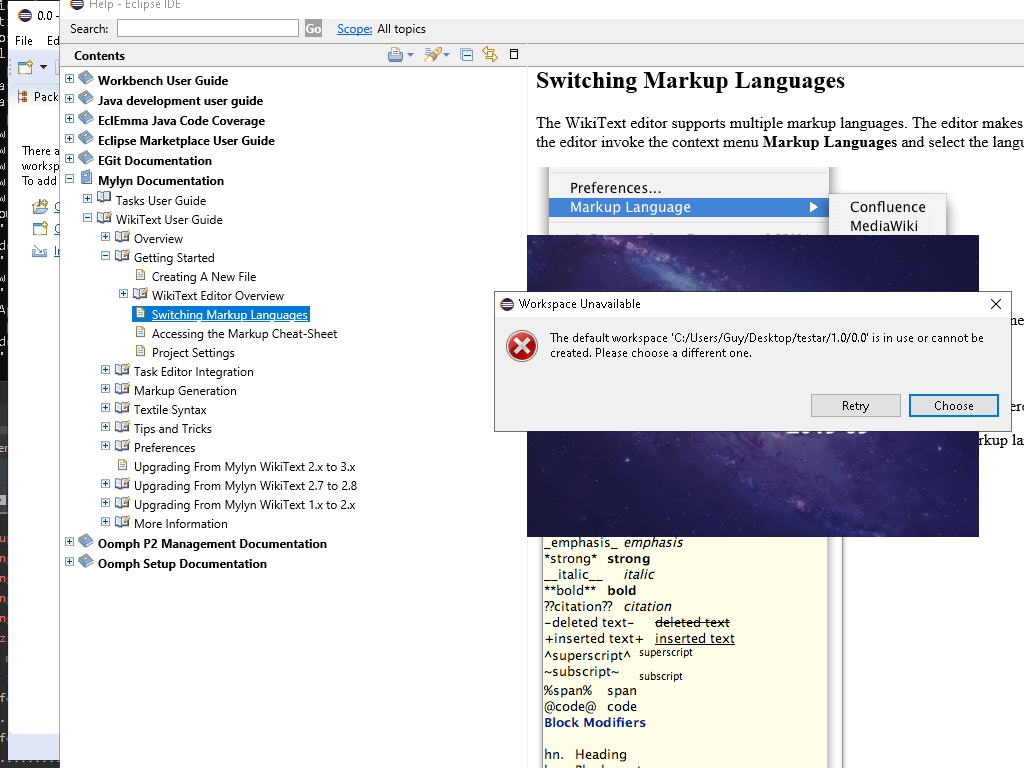 0.0 -
Help - Eclipse IDE
File Ed
Search: Go Scope: All topics
Contents
Pack
There a
worksp
To add
Workbench User Guide
Java development user guide
EclEmma Java Code Coverage
Eclipse Marketplace User Guide
EGit Documentation
Mylyn Documentation
Tasks User Guide
WikiText User Guide
Overview
Getting Started
Creating A New File
WikiText Editor Overview
Switching Markup Languages
Accessing the Markup Cheat-Sheet
Project Settings
Task Editor Integration
Markup Generation
Textile Syntax
Tips and Tricks
Preferences
Upgrading From Mylyn WikiText 2.x to 3.x
Upgrading From Mylyn WikiText 2.7 to 2.8
Upgrading From Mylyn WikiText 1.x to 2.x
More Information
Oomph P2 Management Documentation
Oomph Setup Documentation
Switching Markup Languages
The WikiText editor supports multiple markup languages. The editor makes
the editor invoke the context menu Markup Languages and select the langu
Preferences...
Markup Language
Confluence
MediaWiki
Workspace Unavailable
The default workspace 'C:/Users/Guy/Desktop/testar/1.0/0.0' is in use or cannot be
created. Please choose a different one.
Retry Choose
rkup la
_emphasis_ emphasis
*strong* strong
__italic__ italic
**bold** bold
??citation?? citation
-deleted text- deleted text
+inserted text+ inserted text
^superscript^ superscript
~subscript~ subscript
%span% span
@code@ code
Block Modifiers
hn. Heading